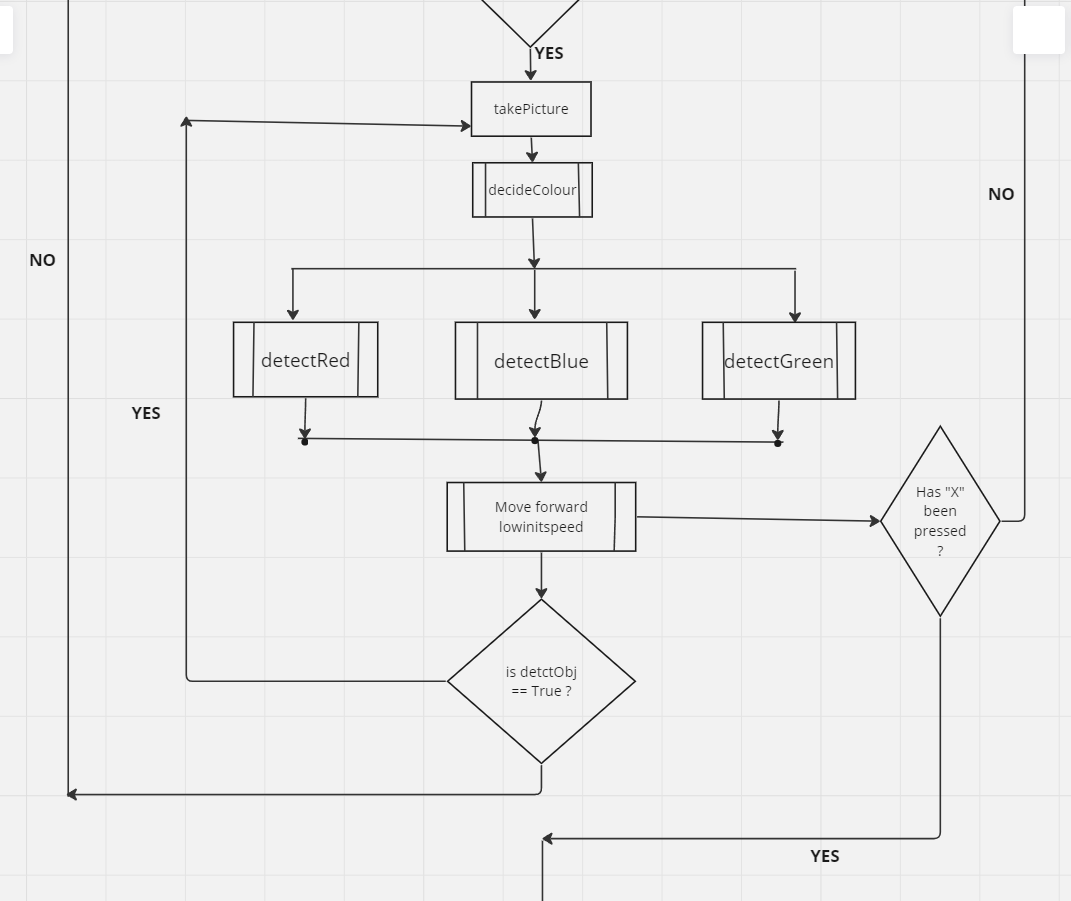 YES
takePicture
decideColour
NO
NO
detectRed
detectBlue
detectGreen
YES
Move forward
lowinitspeed
Has "X"
been
pressed
?
is detctObj
== True ?
YES